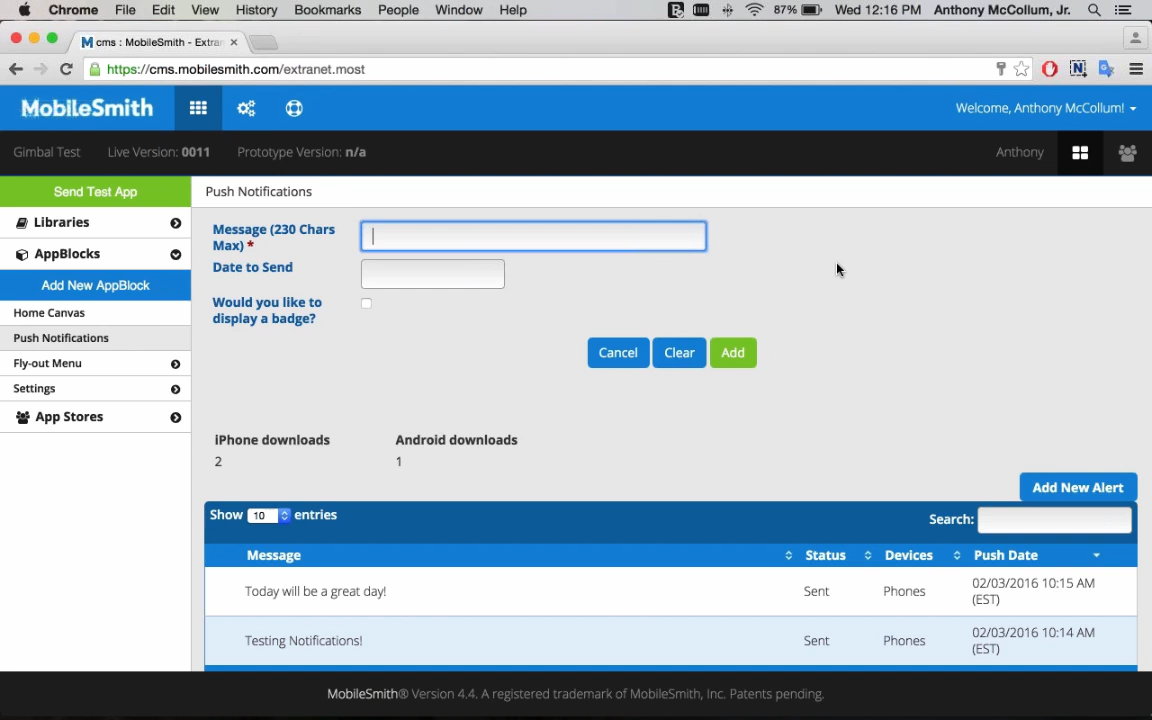 Chrome File Edit View History Bookmarks People Window Help 87% Wed 12:16 PM Anthony McCollum, Jr.
cms : MobileSmith - Extran
https://cms.mobilesmith.com/extranet.most
MobileSmith Welcome, Anthony McCollum!
Gimbal Test Live Version: 0011 Prototype Version: n/a Anthony
Send Test App
Libraries
AppBlocks
Add New AppBlock
Home Canvas
Push Notifications
Fly-out Menu
Settings
App Stores
Push Notifications
Message (230 Chars
Max) *
Date to Send
Would you like to
display a badge?
Cancel Clear Add
iPhone downloads Android downloads
2 1
Add New Alert
Show 10 entries Search:
Message Status Devices Push Date
Today will be a great day! Sent Phones 02/03/2016 10:15 AM
(EST)
Testing Notifications! Sent Phones 02/03/2016 10:14 AM
(EST)
MobileSmith® Version 4.4. A registered trademark of MobileSmith, Inc. Patents pending.